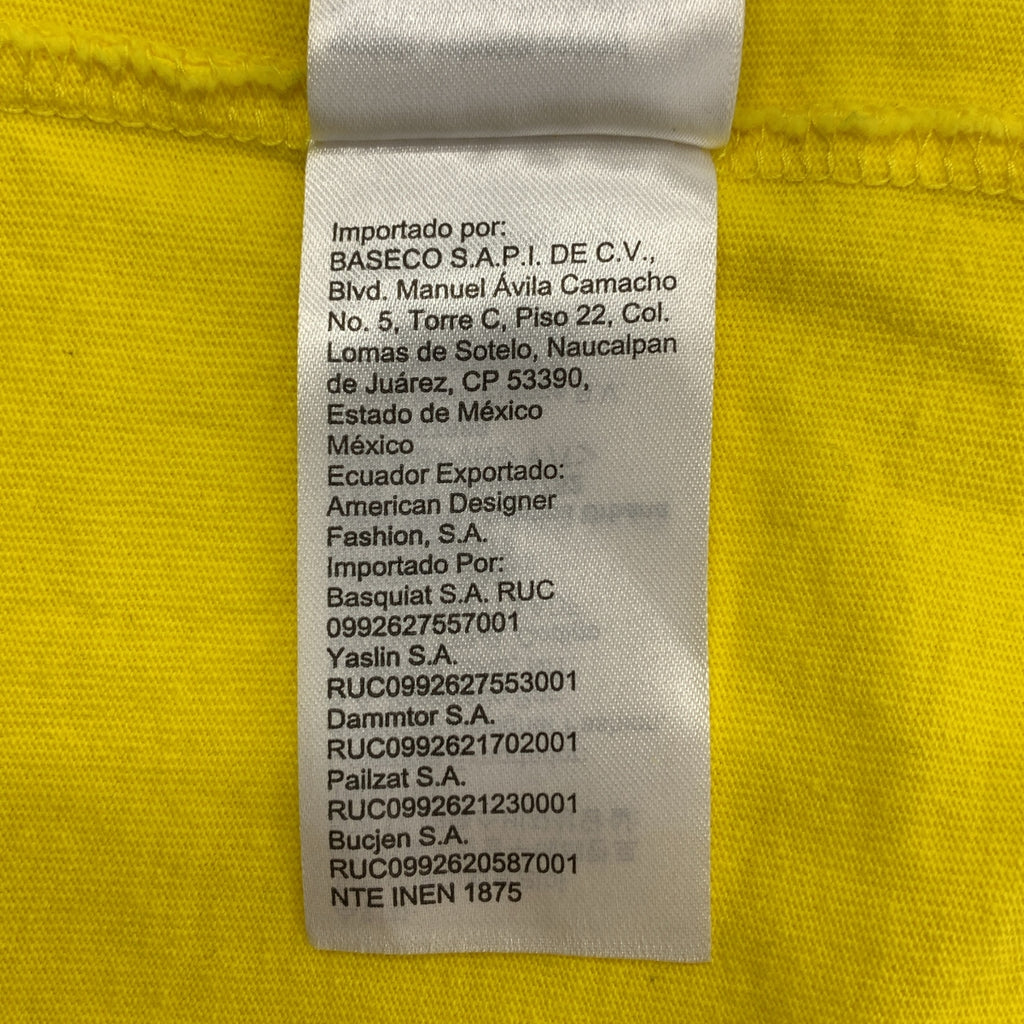 Importado por:
BASECO S.A.P.I. DE C.V.,
Blvd. Manuel Ávila Camacho
No. 5, Torre C, Piso 22, Col.
Lomas de Sotelo, Naucalpan
de Juárez, CP 53390,
Estado de México
México
Ecuador Exportado:
American Designer
Fashion, S.A.
Importado Por:
Basquiat S.A. RUC
0992627557001
Yaslin S.A.
RUC0992627553001
Dammtor S.A.
RUC0992621702001
Pailzat S.A.
RUC0992621230001
Bucjen S.A.
RUC0992620587001
NTE INEN 1875